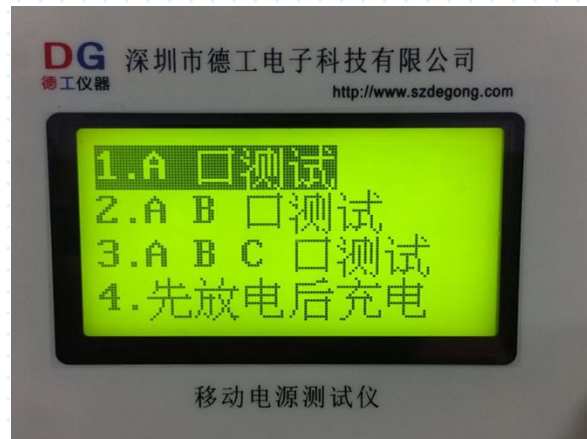 DG 深圳市德工电子科技有限公司
德工仪器
http://www.szdegong.com
1.A 口测试
2.A B 口测试
3.A B C 口测试
4.先放电后充电
移动电源测试仪